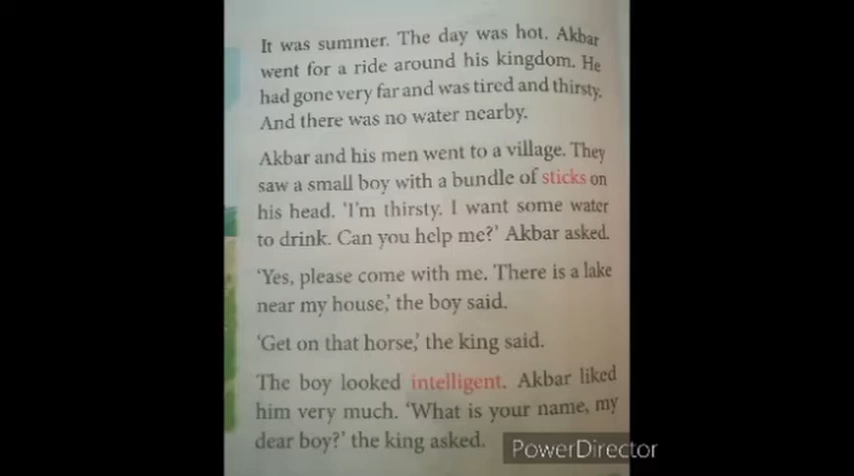 It was summer. The day was hot. Akbar
went for a ride around his kingdom. He
had gone very far and was tired and thirsty.
And there was no water nearby.
Akbar and his men went to a village. They
saw a small boy with a bundle of sticks on
his head. ‘I’m thirsty. I want some water
to drink. Can you help me?’ Akbar asked.
‘Yes, please come with me. There is a lake
near my house,’ the boy said.
‘Get on that horse,’ the king said.
The boy looked intelligent. Akbar liked
him very much. ‘What is your name, my
dear boy?’ the king asked.
PowerDirector